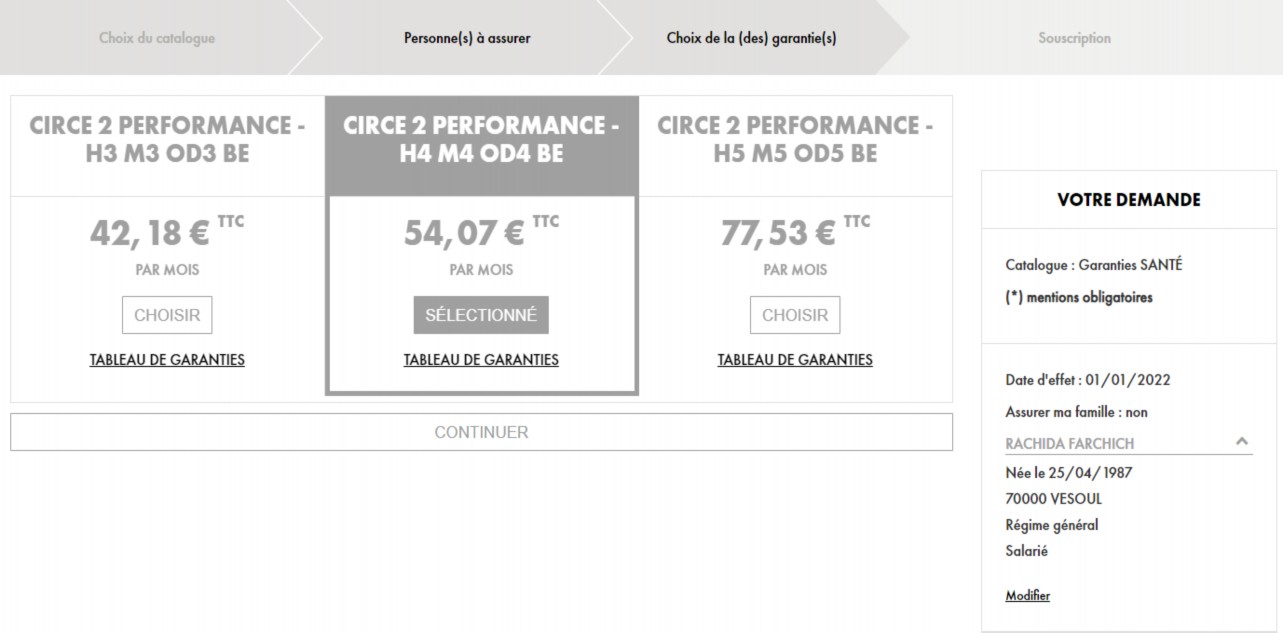 Choix du catalogue
Personne(s) à assurer
Choix de la (des) garantie(s)
Souscription
CIRCE 2 PERFORMANCE -
H3 M3 OD3 BE
42,18 € TTC
PAR MOIS
CHOISIR
TABLEAU DE GARANTIES
CIRCE 2 PERFORMANCE -
H4 M4 OD4 BE
54,07 € TTC
PAR MOIS
SÉLECTIONNÉ
TABLEAU DE GARANTIES
CIRCE 2 PERFORMANCE -
H5 M5 OD5 BE
77,53 € TTC
PAR MOIS
CHOISIR
TABLEAU DE GARANTIES
CONTINUER
VOTRE DEMANDE
Catalogue : Garanties SANTÉ
(*) mentions obligatoires
Date d'effet : 01/01/2022
Assurer ma famille : non
RACHIDA FARCHICH
Née le 25/04/1987
70000 VESOUL
Régime général
Salarié
Modifier